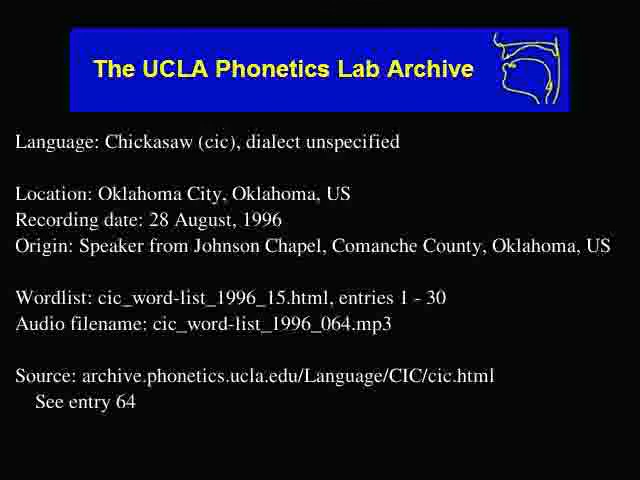 The UCLA Phonetics Lab Archive
Language: Chickasaw (cic), dialect unspecified
Location: Oklahoma City, Oklahoma, US
Recording date: 28 August, 1996
Origin: Speaker from Johnson Chapel, Comanche County, Oklahoma, US
Wordlist: cic_word-list_1996_15.html, entries 1 - 30
Audio filename: cic_word-list_1996_064.mp3
Source: archive.phonetics.ucla.edu/Language/CIC/cic.html
See entry 64